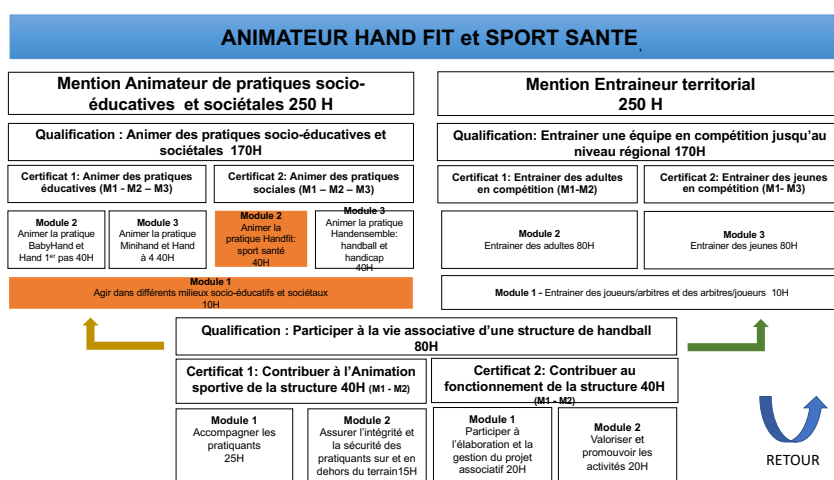 ANIMATEUR HAND FIT et SPORT SANTE
Mention Animateur de pratiques socio-
éducatives et sociétales 250 H
Mention Entraineur territorial
250 H
Qualification : Animer des pratiques socio-éducatives et
sociétales 170H
Qualification: Entrainer une équipe en compétition jusqu'au
niveau régional 170H
Certificat 1: Animer des pratiques
éducatives (M1 - M2 – M3)
Certificat 2: Animer des pratiques
sociales (M1 – M2 – M3)
Certificat 1: Entrainer des adultes
en compétition (M1-M2)
Certificat 2: Entrainer des jeunes
en compétition (M1- M3)
Module 2
Animer la pratique
BabyHand et
Hand 1er pas 40H
Module 3
Animer la pratique
Minihand et Hand
à 4 40H
Module 2
Animer la
pratique Handfit:
sport santé
40H
Module 3
Animer la pratique
Handensemble:
handball et
handicap
40H
Module 2
Entrainer des adultes 80H
Module 3
Entrainer des jeunes 80H
Module 1
Agir dans différents milieux socio-éducatifs et sociétaux
10H
Module 1 - Entrainer des joueurs/arbitres et des arbitres/joueurs 10H
Qualification : Participer à la vie associative d'une structure de handball
80H
Certificat 1: Contribuer à l'Animation
sportive de la structure 40H (M1 - M2)
Certificat 2: Contribuer au
fonctionnement de la structure 40H
(M1 - M2)
Module 1
Accompagner les
pratiquants
25H
Module 2
Assurer l'intégrité et
la sécurité des
pratiquants sur et en
dehors du terrain15H
Module 1
Participer à
l'élaboration et la
gestion du projet
associatif 20H
Module 2
Valoriser et
promouvoir les
activités 20H
RETOUR